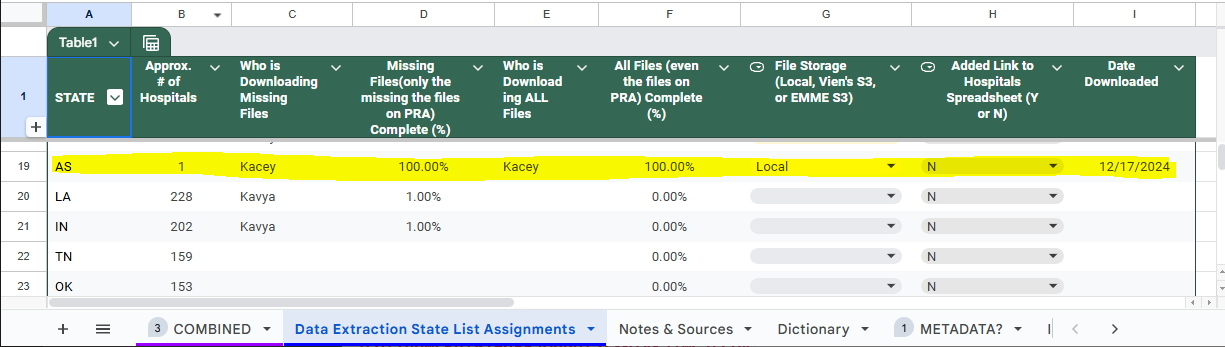 A B C D E F G H I
Table1
1
STATE
Approx.
# of
Hospitals
Who is
Downloading
Missing
Files
Missing
Files(only the
missing the files
on PRA)
Complete (%)
Who is
Download
ing ALL
Files
All Files (even
the files on
PRA) Complete
(%)
File Storage
(Local, Vien's S3,
or EMME S3)
Added Link to
Hospitals
Spreadsheet (Y
or N)
Date
Downloaded
19 AS 1 Kacey 100.00% Kacey 100.00% Local N 12/17/2024
20 LA 228 Kavya 1.00% 0.00% N
21 IN 202 Kavya 1.00% 0.00% N
22 TN 159 0.00% N
23 OK 153 0.00% N
3 COMBINED Data Extraction State List Assignments Notes & Sources Dictionary 1 METADATA?